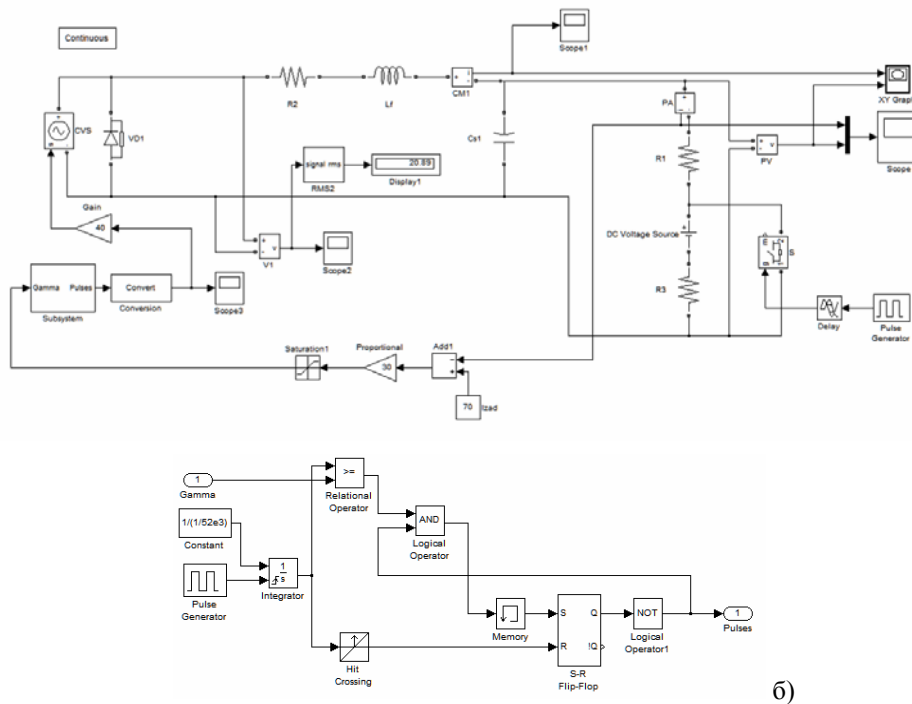 Continuous
Scope1
R2
Lf
CM1
XY Graph
CVS
VD1
Cs1
PA
R1
PV
Scope
signal rms
RMS2
20.89
Display1
Gain
40
V1
Scope2
DC Voltage Source
S
R3
Gamma Pulses
Subsystem
Convert
Conversion
Scope3
Delay
Pulse
Generator
Saturation1
Proportional
30
Add1
70
Izad
1
Gamma
>=
Relational
Operator
1/(1/52e3)
Constant
AND
Logical
Operator
Pulse
Generator
1
s
Integrator
Memory
S Q
R !Q
S-R
Flip-Flop
NOT
Logical
Operator1
1
Pulses
Hit
Crossing
б)